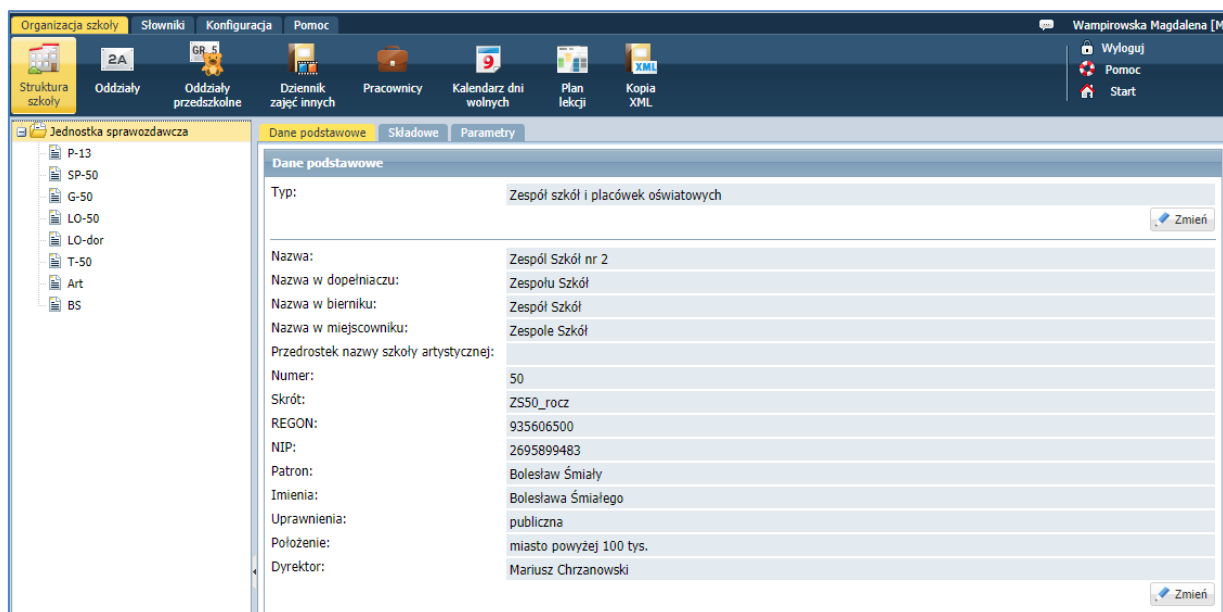 Organizacja szkoły Słowniki Konfiguracja Pomoc Wampirowska Magdalena [M
2A GR. 5 9 XML Wyloguj
Pomoc
Struktura szkoły Oddziały Oddziały przedszkolne Dziennik zajęć innych Pracownicy Kalendarz dni wolnych Plan lekcji Kopia XML Start
Jednostka sprawozdawcza
P-13
SP-50
G-50
LO-50
LO-dor
T-50
Art
BS
Dane podstawowe Składowe Parametry
Dane podstawowe
Typ: Zespół szkół i placówek oświatowych
Zmień
Nazwa: Zespól Szkół nr 2
Nazwa w dopełniaczu: Zespołu Szkół
Nazwa w bierniku: Zespół Szkół
Nazwa w miejscowniku: Zespole Szkół
Przedrostek nazwy szkoły artystycznej:
Numer: 50
Skrót: ZS50_rocz
REGON: 935606500
NIP: 2695899483
Patron: Bolesław Śmiały
Imienia: Bolesława Śmiałego
Uprawnienia: publiczna
Położenie: miasto powyżej 100 tys.
Dyrektor: Mariusz Chrzanowski
Zmień